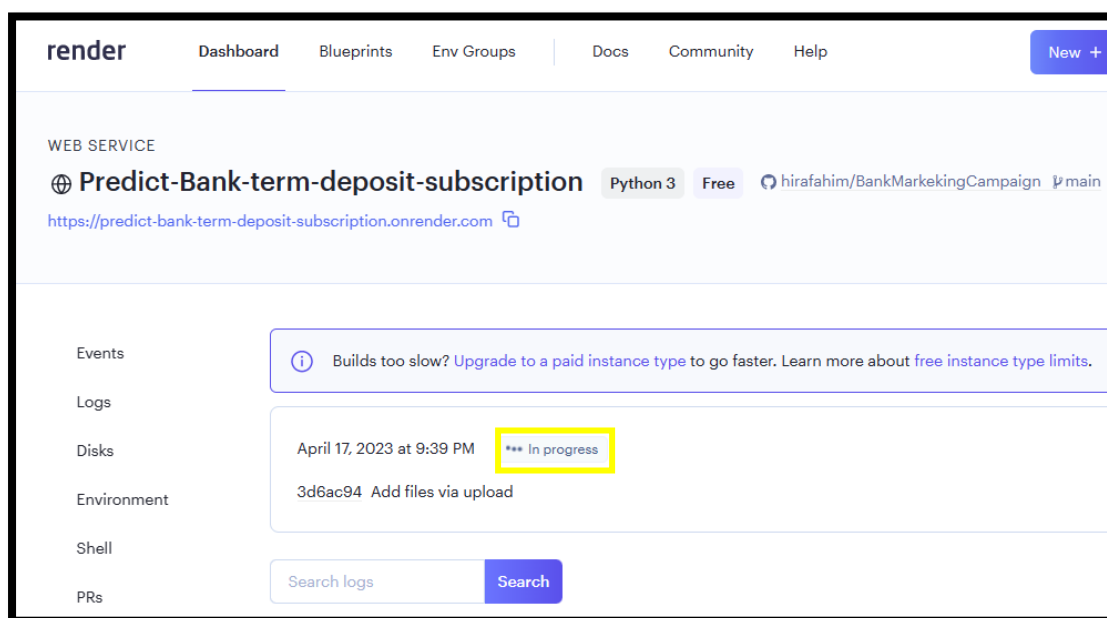 render Dashboard Blueprints Env Groups Docs Community Help New +
WEB SERVICE
Predict-Bank-term-deposit-subscription Python 3 Free hirafahim/BankMarkekingCampaign main
https://predict-bank-term-deposit-subscription.onrender.com
Events
Builds too slow? Upgrade to a paid instance type to go faster. Learn more about free instance type limits.
Logs
Disks
April 17, 2023 at 9:39 PM In progress
Environment
3d6ac94 Add files via upload
Shell
Search logs Search
PRs